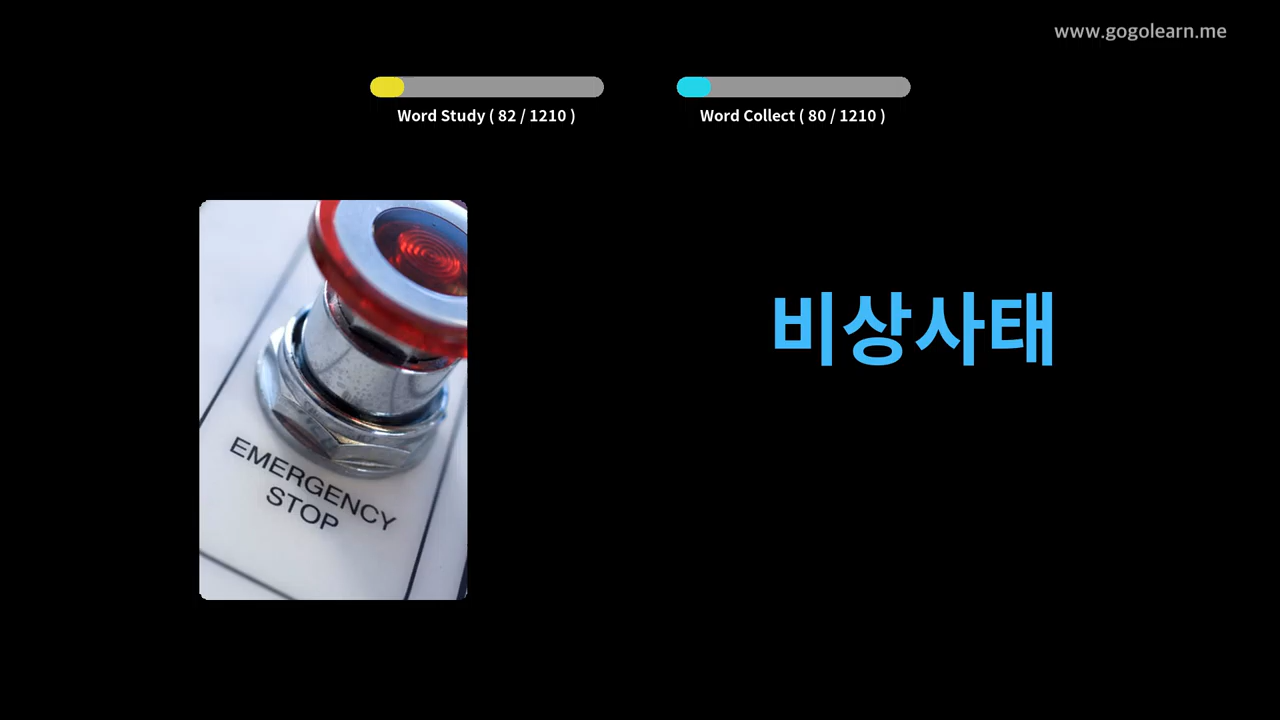 www.gogolearn.me
Word Study ( 82 / 1210 )
Word Collect ( 80 / 1210 )
비상사태
EMERGENCY
STOP